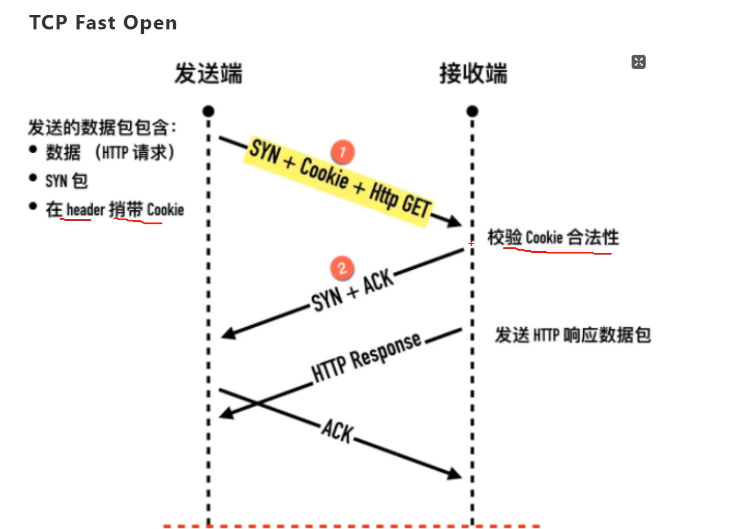 TCP Fast Open
发送端
接收端
发送的数据包包含：
数据 （HTTP 请求）
SYN 包
在 header 捎带 Cookie
1
SYN + Cookie + Http GET
校验 Cookie 合法性
2
SYN + ACK
发送 HTTP 响应数据包
HTTP Response
ACK